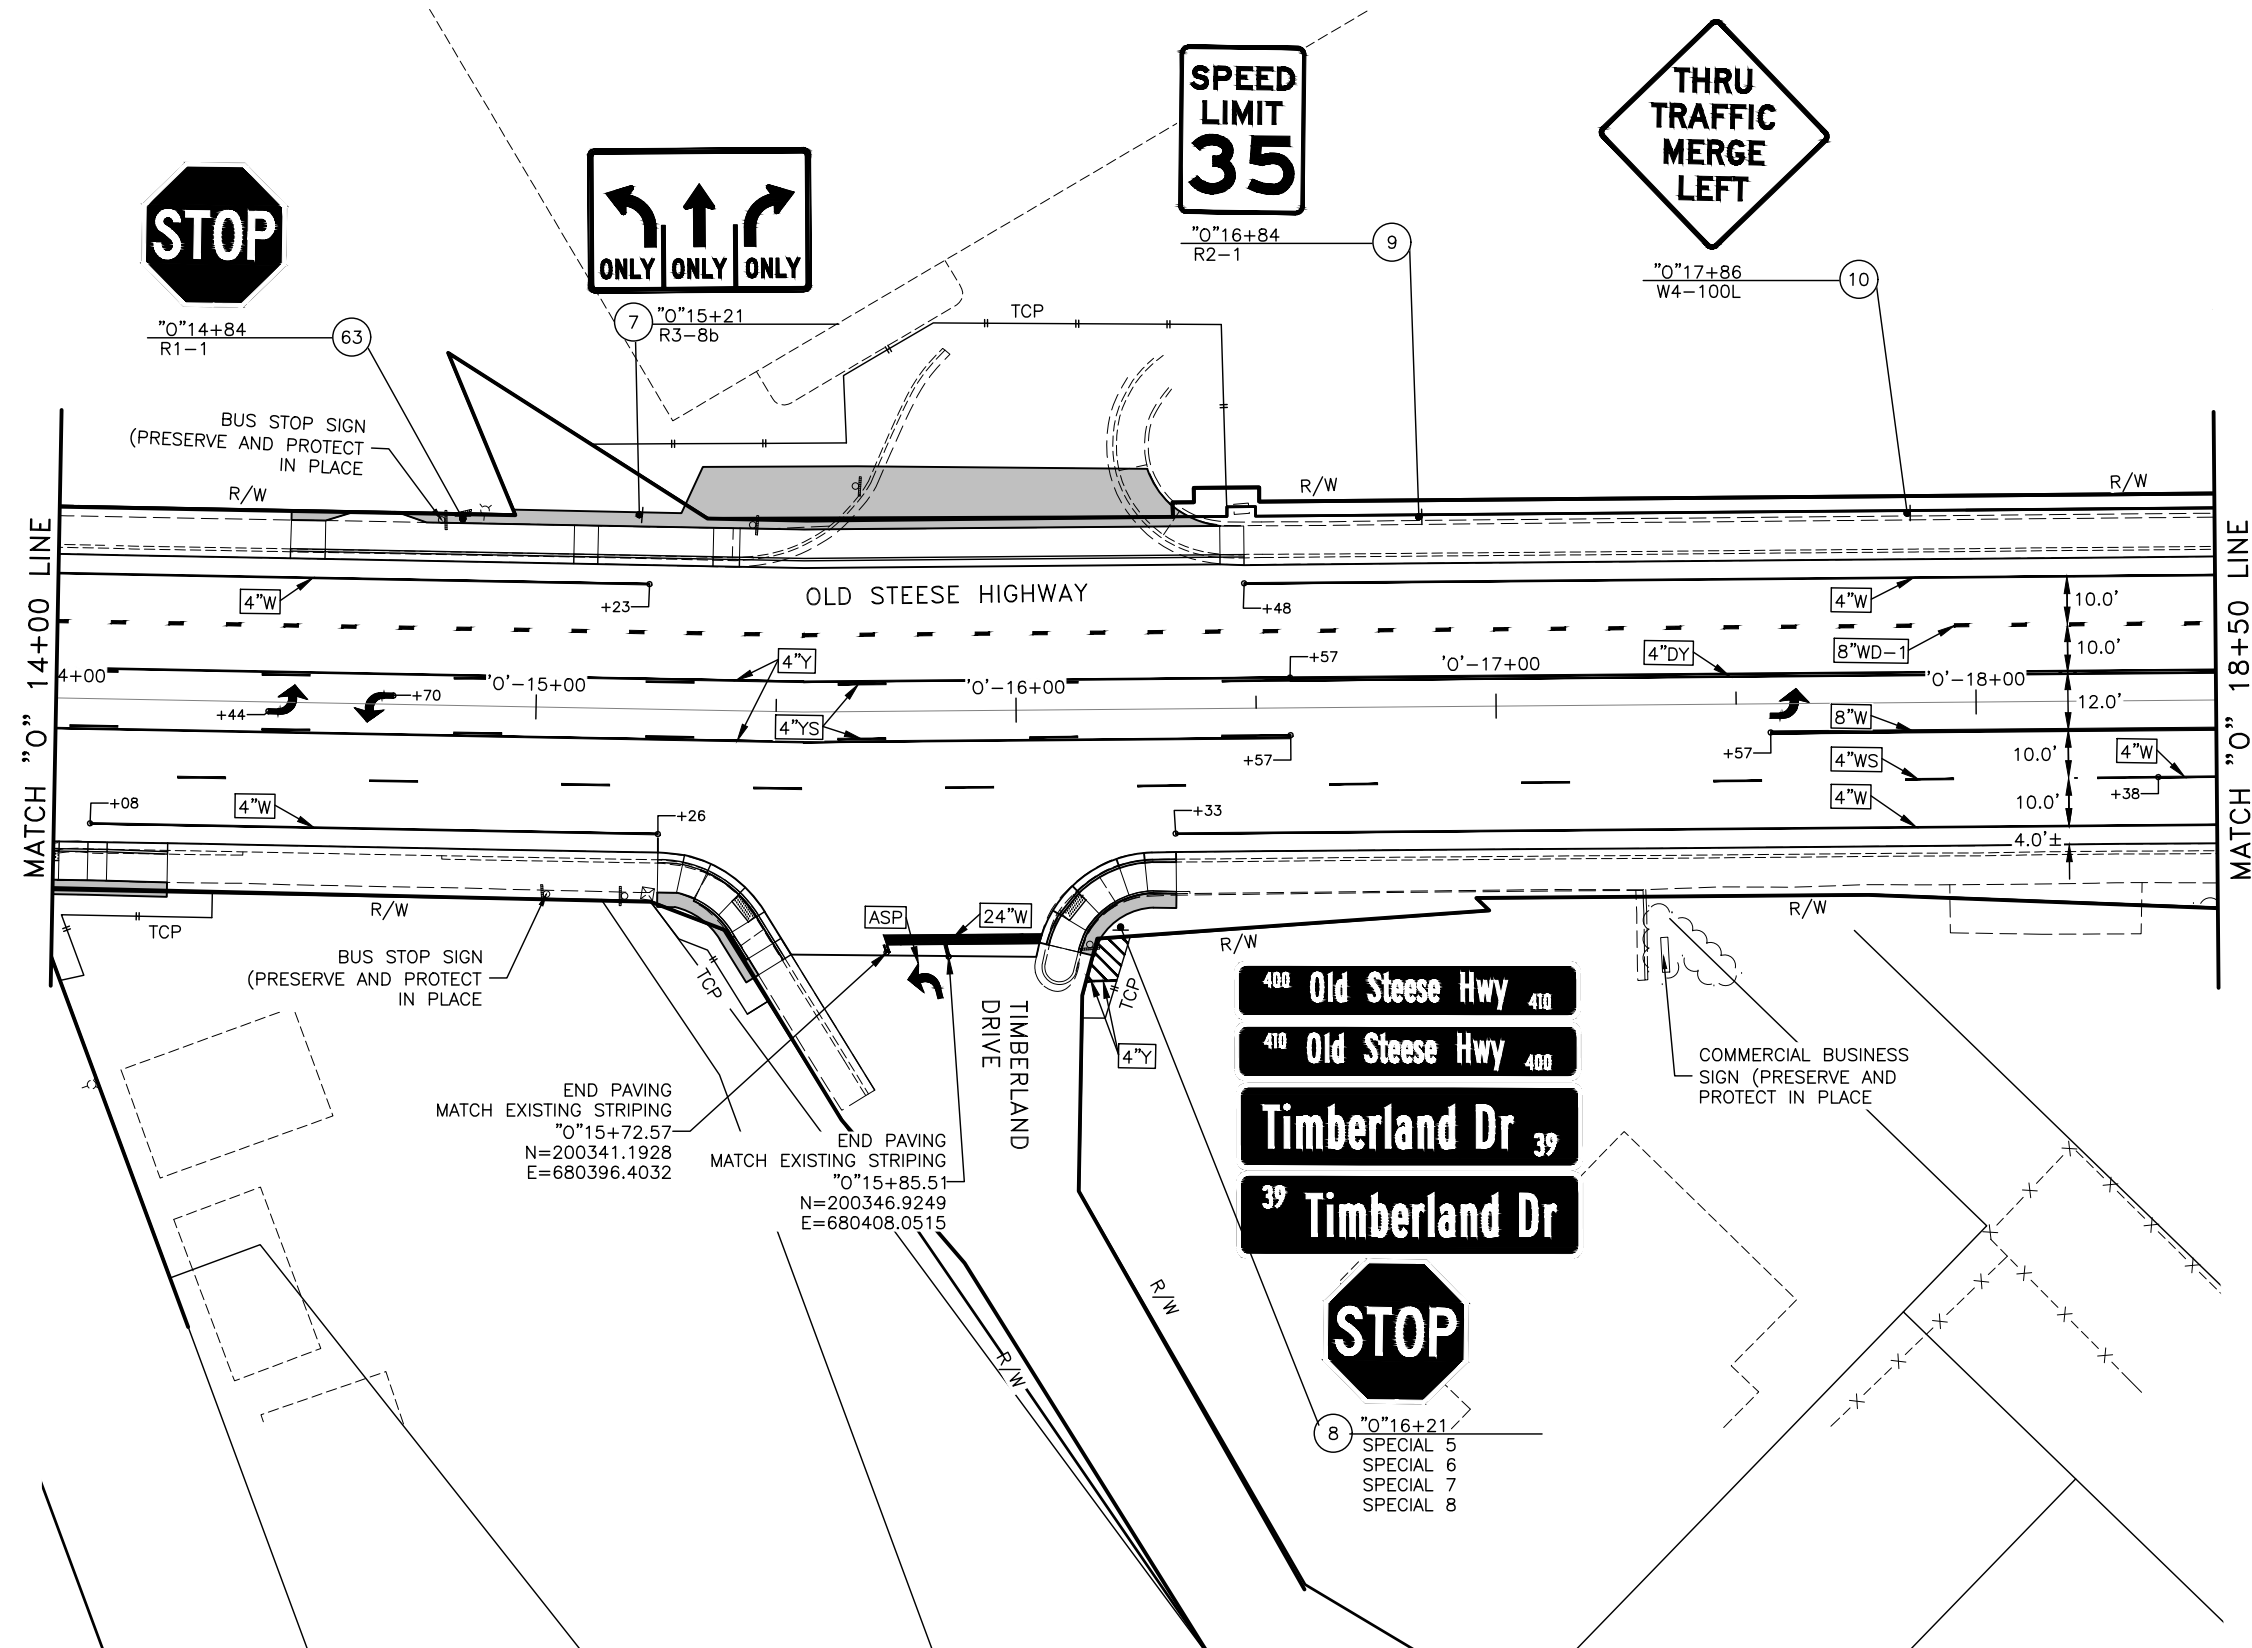 STOP
"O"14+84
R1-1
63
ONLY ONLY ONLY
7
"O"15+21
R3-8b
SPEED
LIMIT
35
"O"16+84
R2-1
9
THRU
TRAFFIC
MERGE
LEFT
"O"17+86
W4-100L
10
TCP
BUS STOP SIGN
(PRESERVE AND PROTECT
IN PLACE
R/W
R/W
R/W
MATCH "O" 14+00 LINE
MATCH "O" 18+50 LINE
4"W
+23
OLD STEESE HIGHWAY
+48
4"W
10.0'
8"WD-1
10.0'
4+00
4"Y
'O'-15+00
'O'-16+00
+57
'O'-17+00
4"DY
'O'-18+00
+44
+70
4"YS
8"W
12.0'
+57
+57
4"WS
10.0'
4"W
+38
+08
4"W
+26
+33
4"W
10.0'
4.0'±
R/W
TCP
BUS STOP SIGN
(PRESERVE AND PROTECT
IN PLACE
TCP
ASP
24"W
TCP
4"Y
R/W
R/W
TIMBERLAND
DRIVE
400 Old Steese Hwy 410
410 Old Steese Hwy 400
Timberland Dr 39
39 Timberland Dr
STOP
COMMERCIAL BUSINESS
SIGN (PRESERVE AND
PROTECT IN PLACE
END PAVING
MATCH EXISTING STRIPING
"O"15+72.57
N=200341.1928
E=680396.4032
END PAVING
MATCH EXISTING STRIPING
"O"15+85.51
N=200346.9249
E=680408.0515
R/W
R/W
8
"O"16+21
SPECIAL 5
SPECIAL 6
SPECIAL 7
SPECIAL 8